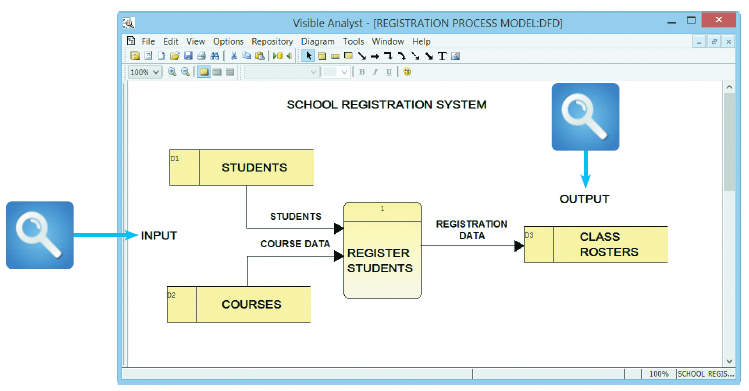 Visible Analyst - [REGISTRATION PROCESS MODEL:DFD]
File Edit View Options Repository Diagram Tools Window Help
100% B I U
SCHOOL REGISTRATION SYSTEM
D1 STUDENTS
OUTPUT
STUDENTS
1
REGISTRATION
DATA
INPUT
COURSE DATA
REGISTER
STUDENTS
D3 CLASS
ROSTERS
D2 COURSES
100% SCHOOL REGIS...